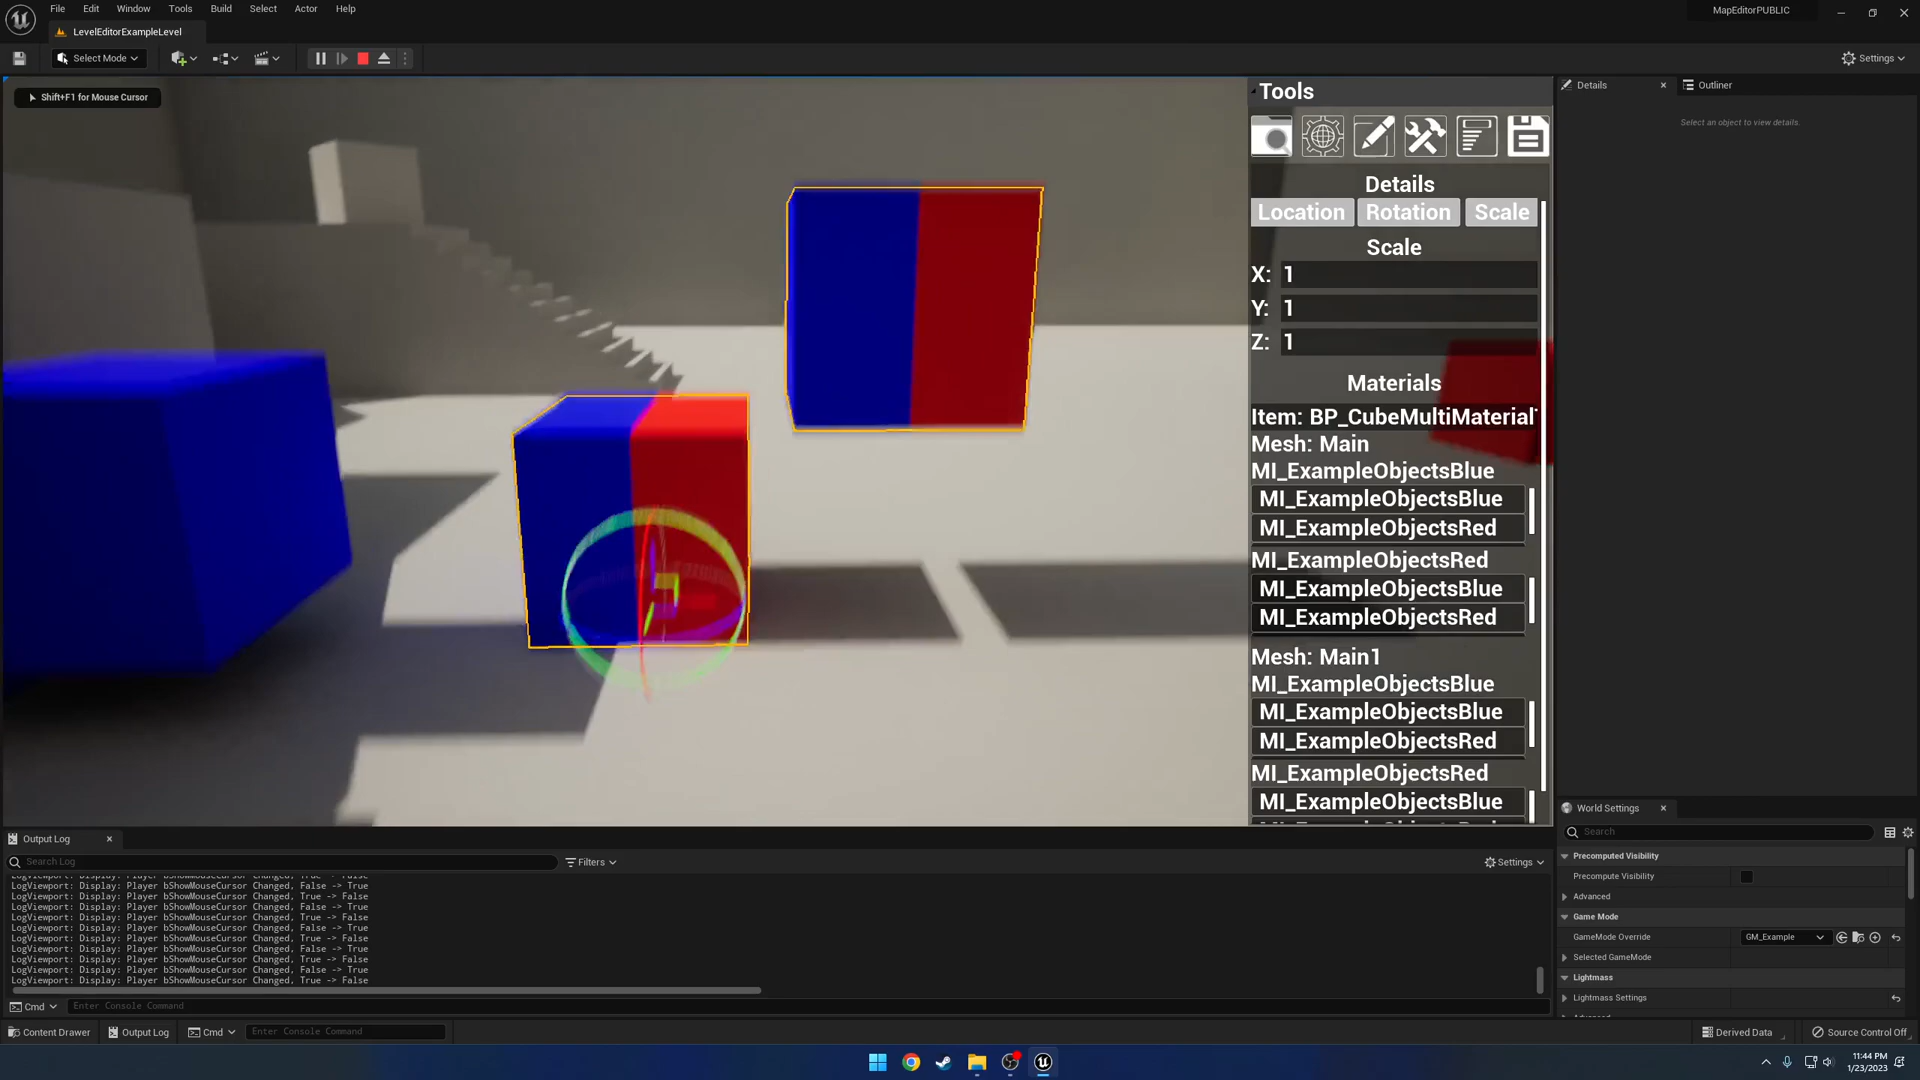 File Edit Window Tools Build Select Actor Help
MapEditorPUBLIC
LevelEditorExampleLevel
Select Mode
Settings
Shift+F1 for Mouse Cursor
Tools
Details
Location Rotation Scale
Scale
X: 1
Y: 1
Z: 1
Materials
Item: BP_CubeMultiMaterial
Mesh: Main
MI_ExampleObjectsBlue
MI_ExampleObjectsBlue
MI_ExampleObjectsRed
MI_ExampleObjectsRed
MI_ExampleObjectsBlue
MI_ExampleObjectsRed
Mesh: Main1
MI_ExampleObjectsBlue
MI_ExampleObjectsBlue
MI_ExampleObjectsRed
MI_ExampleObjectsRed
MI_ExampleObjectsBlue
Details
Outliner
Select an object to view details.
World Settings
Search
Precomputed Visibility
Precompute Visibility
Advanced
Game Mode
GameMode Override GM_Example
Selected GameMode
Lightmass
Lightmass Settings
Output Log
Search Log
Filters
Settings
LogViewport: Display: Player bShowMouseCursor Changed, True -> False
LogViewport: Display: Player bShowMouseCursor Changed, False -> True
LogViewport: Display: Player bShowMouseCursor Changed, True -> False
LogViewport: Display: Player bShowMouseCursor Changed, False -> True
LogViewport: Display: Player bShowMouseCursor Changed, True -> False
LogViewport: Display: Player bShowMouseCursor Changed, False -> True
LogViewport: Display: Player bShowMouseCursor Changed, True -> False
LogViewport: Display: Player bShowMouseCursor Changed, False -> True
LogViewport: Display: Player bShowMouseCursor Changed, True -> False
LogViewport: Display: Player bShowMouseCursor Changed, False -> True
LogViewport: Display: Player bShowMouseCursor Changed, True -> False
Cmd Enter Console Command
Content Drawer Output Log Cmd Enter Console Command
Derived Data Source Control Off
11:44 PM
1/23/2023